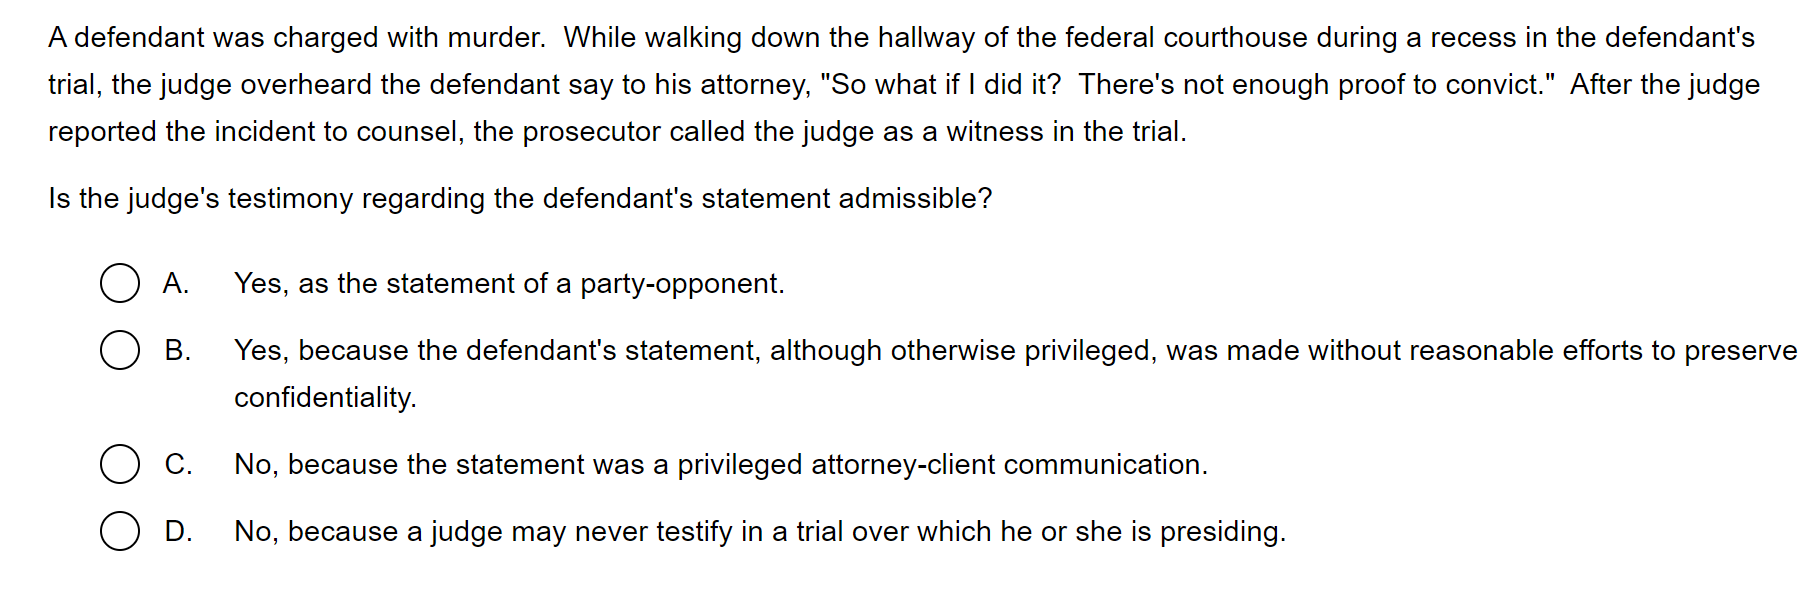 A defendant was charged with murder.  While walking down the hallway of the federal courthouse during a recess in the defendant's
trial, the judge overheard the defendant say to his attorney, "So what if I did it?  There's not enough proof to convict."  After the judge
reported the incident to counsel, the prosecutor called the judge as a witness in the trial.
Is the judge's testimony regarding the defendant's statement admissible?
A. Yes, as the statement of a party-opponent.
B. Yes, because the defendant's statement, although otherwise privileged, was made without reasonable efforts to preserve
confidentiality.
C. No, because the statement was a privileged attorney-client communication.
D. No, because a judge may never testify in a trial over which he or she is presiding.